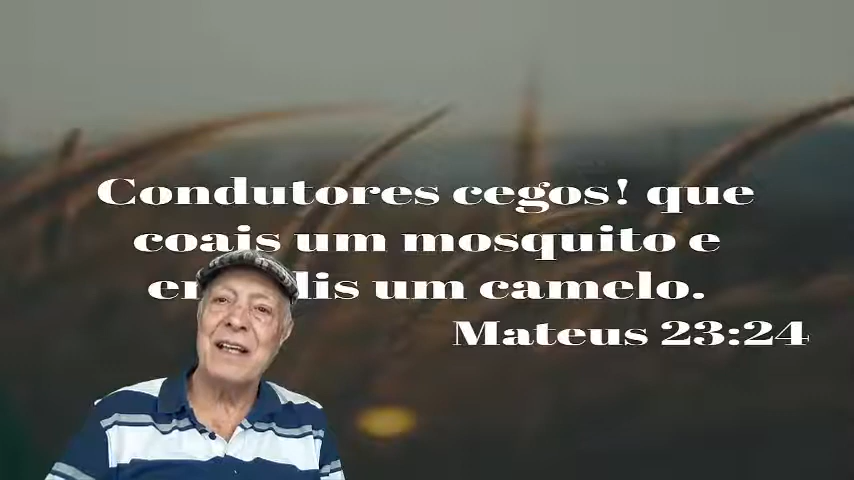 Condutores cegos! que
coais um mosquito e
um camelo.
Mateus 23:24